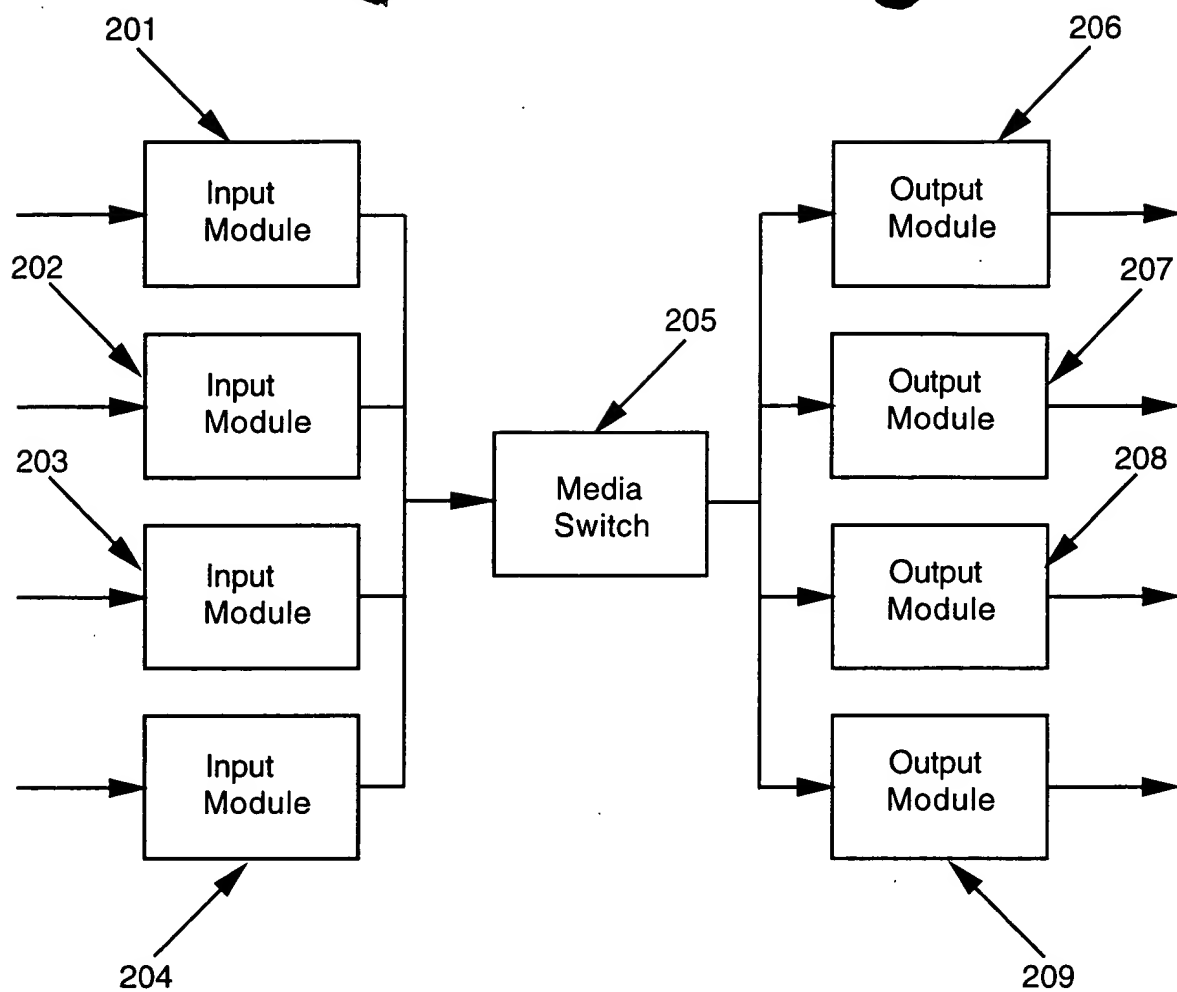 201
206
Input
Module
Output
Module
202
207
Input
Module
205
Output
Module
203
Media
Switch
208
Input
Module
Output
Module
Input
Module
Output
Module
204
209